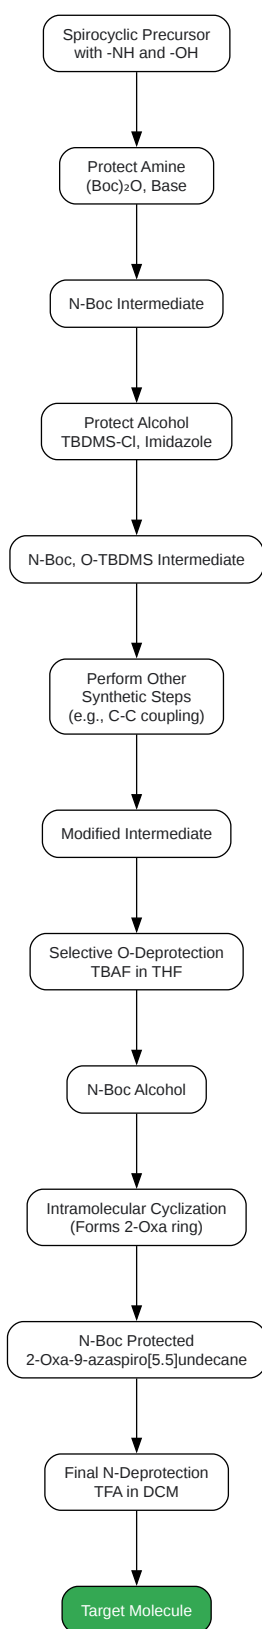 Spirocyclic Precursor
with -NH and -OH
Protect Amine
(Boc)₂O, Base
N-Boc Intermediate
Protect Alcohol
TBDMS-Cl, Imidazole
N-Boc, O-TBDMS Intermediate
Perform Other
Synthetic Steps
(e.g., C-C coupling)
Modified Intermediate
Selective O-Deprotection
TBAF in THF
N-Boc Alcohol
Intramolecular Cyclization
(Forms 2-Oxa ring)
N-Boc Protected
2-Oxa-9-azaspiro[5.5]undecane
Final N-Deprotection
TFA in DCM
Target Molecule